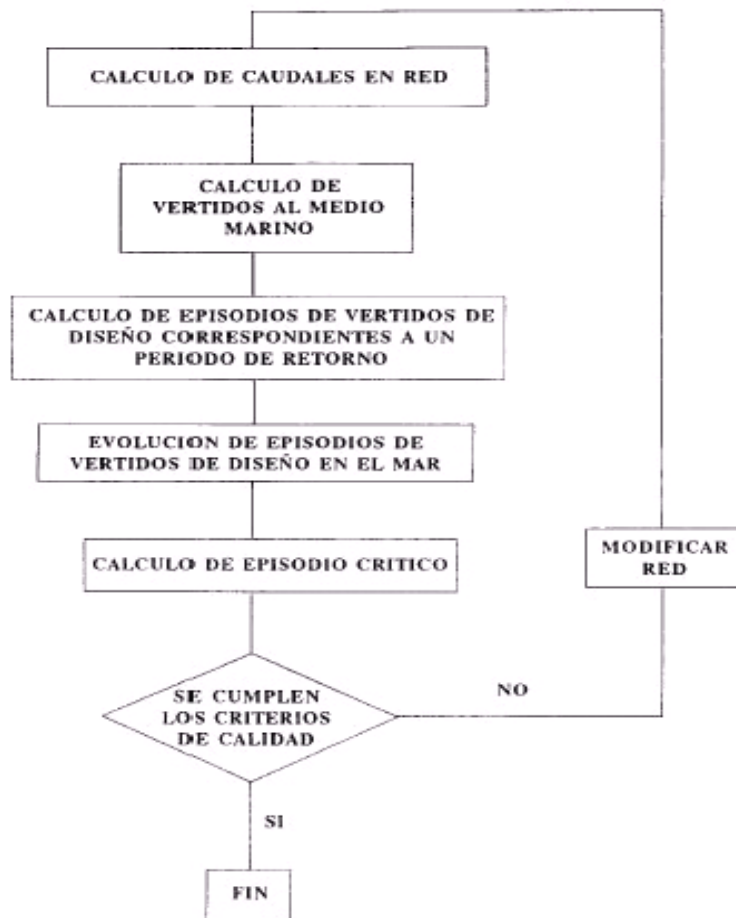 CALCULO DE CAUDALES EN RED
CALCULO DE
VERTIDOS AL MEDIO
MARINO
CALCULO DE EPISODIOS DE VERTIDOS DE
DISEÑO CORRESPONDIENTES A UN
PERIODO DE RETORNO
EVOLUCION DE EPISODIOS DE
VERTIDOS DE DISEÑO EN EL MAR
CALCULO DE EPISODIO CRITICO
MODIFICAR
RED
SE CUMPLEN
LOS CRITERIOS
DE CALIDAD
NO
SI
FIN